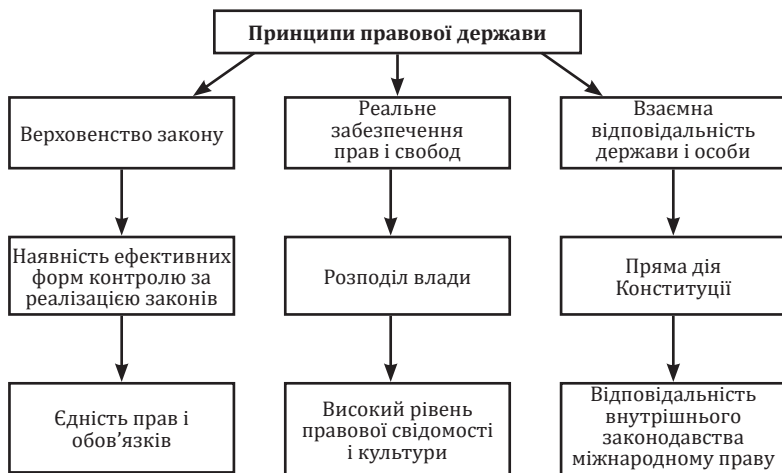 Принципи правової держави
Верховенство закону
Реальне
забезпечення
прав і свобод
Взаємна
відповідальність
держави і особи
Наявність ефективних
форм контролю за
реалізацією законів
Розподіл влади
Пряма дія
Конституції
Єдність прав і
обов’язків
Високий рівень
правової свідомості
і культури
Відповідальність
внутрішнього
законодавства
міжнародному праву